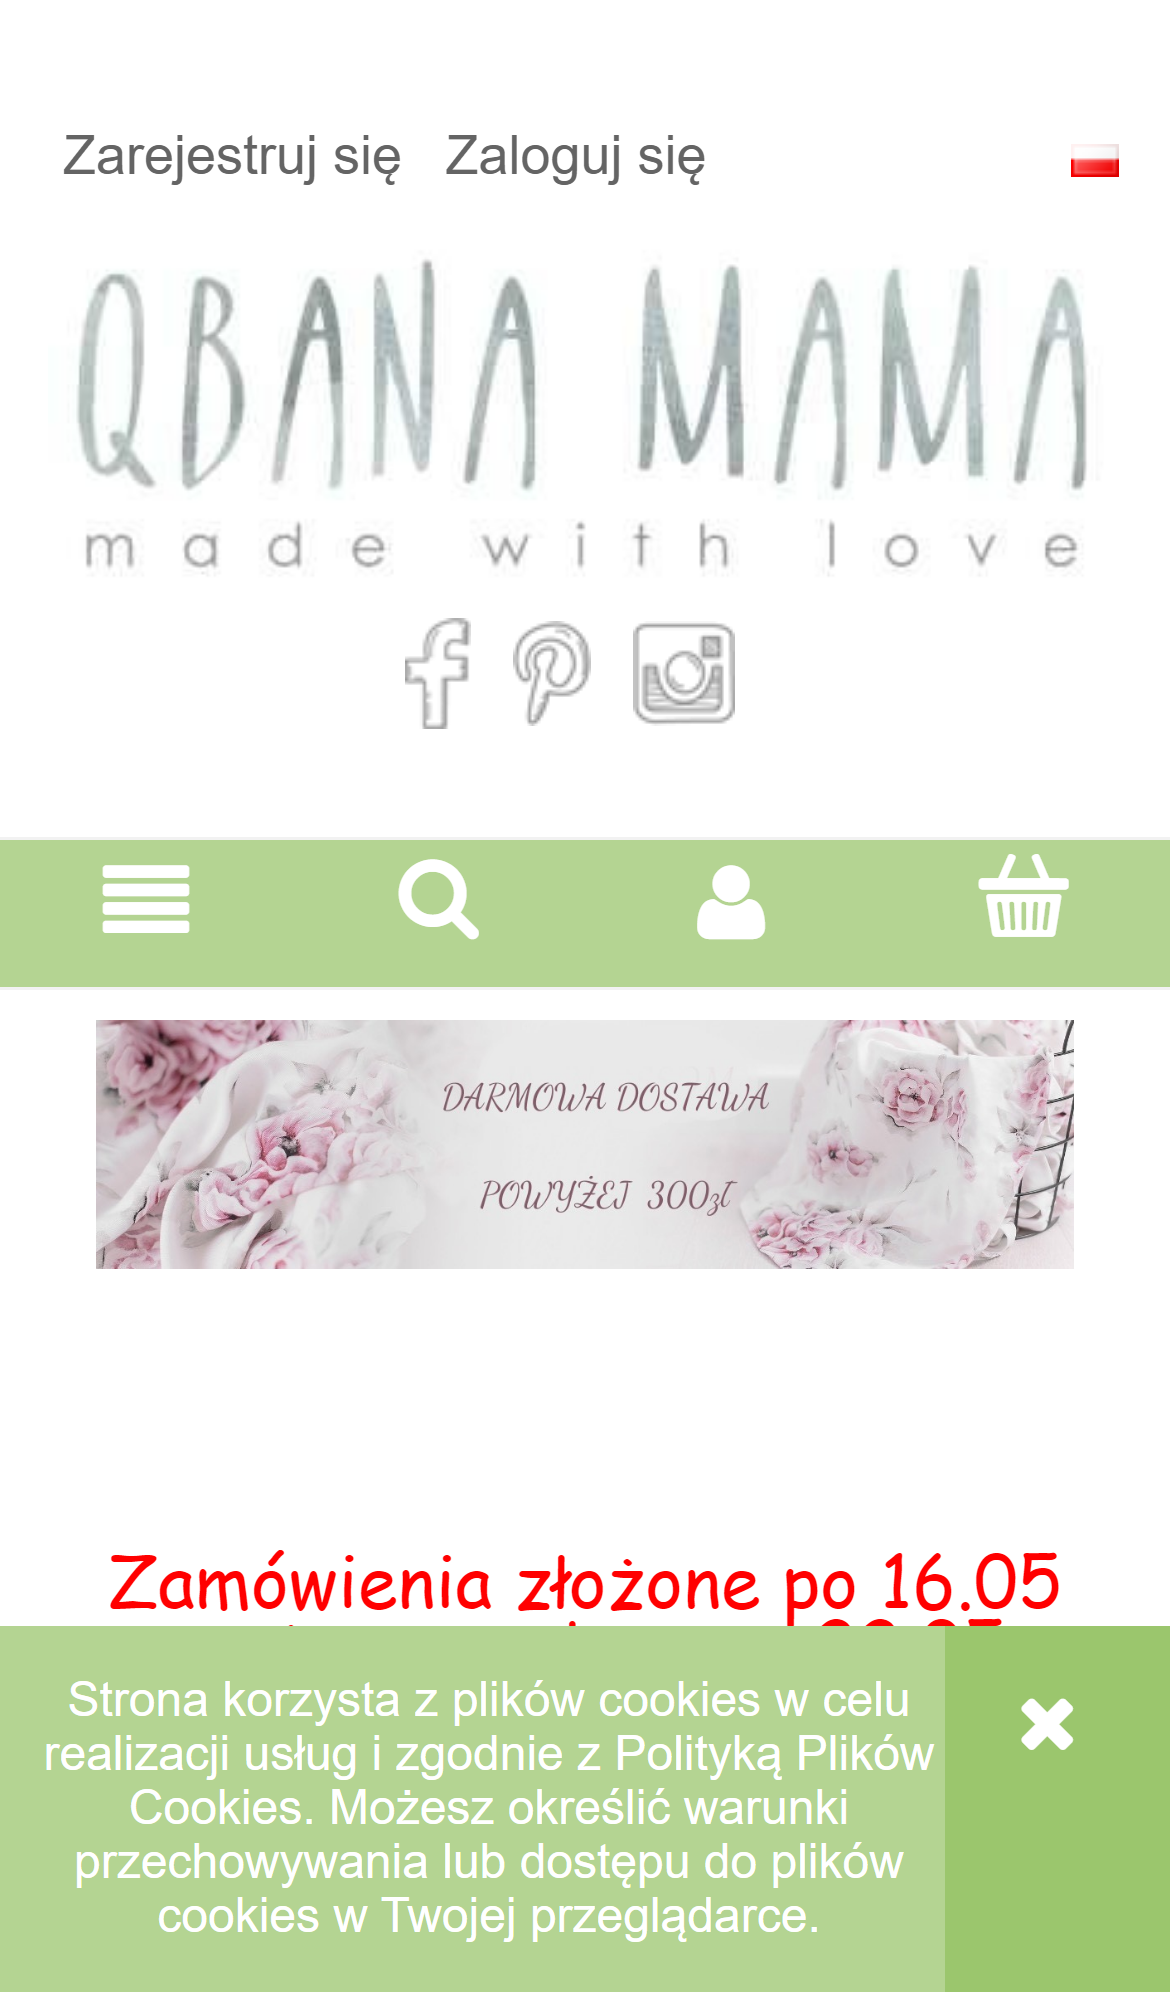 Zarejestruj się Zaloguj się
QBANA MAMA
made with love
DARMOWA DOSTAWA
POWYŻEJ 300zł
Zamówienia złożone po 16.05
Strona korzysta z plików cookies w celu
realizacji usług i zgodnie z Polityką Plików
Cookies. Możesz określić warunki
przechowywania lub dostępu do plików
cookies w Twojej przeglądarce.